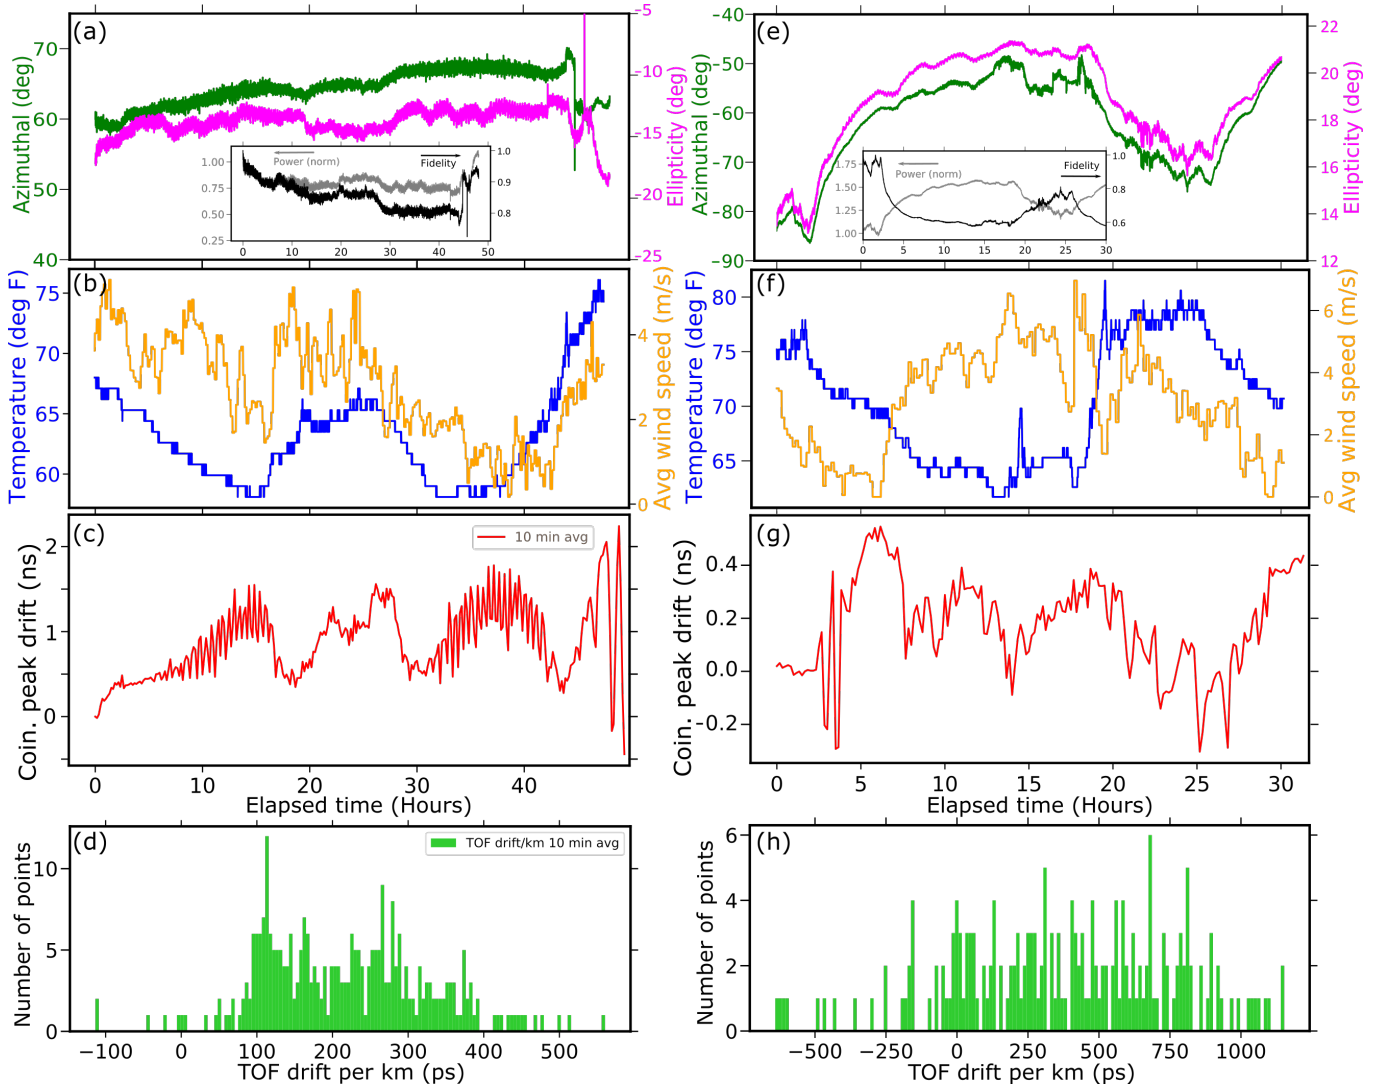 (a)
Azimuthal (deg)
70
60
50
40
-5
-10
-15
-20
-25
Ellipticity (deg)
Power (norm)
Fidelity
1.00
0.75
0.50
0.25
1.0
0.9
0.8
0 10 20 30 40 50
(e)
Azimuthal (deg)
-40
-50
-60
-70
-80
-90
22
20
18
16
14
12
Ellipticity (deg)
Power (norm)
Fidelity
1.75
1.50
1.25
1.00
1.0
0.8
0.6
0 5 10 15 20 25 30
(b)
Temperature (deg F)
75
70
65
60
4
2
0
Avg wind speed (m/s)
(f)
Temperature (deg F)
80
75
70
65
6
4
2
0
Avg wind speed (m/s)
(c)
Coin. peak drift (ns)
2
1
0
10 min avg
0 10 20 30 40
Elapsed time (Hours)
(g)
Coin. peak drift (ns)
0.4
0.2
0.0
-0.2
0 5 10 15 20 25 30
Elapsed time (Hours)
(d)
Number of points
10
5
0
TOF drift/km 10 min avg
−100 0 100 200 300 400 500
TOF drift per km (ps)
(h)
Number of points
6
4
2
0
−500 −250 0 250 500 750 1000
TOF drift per km (ps)